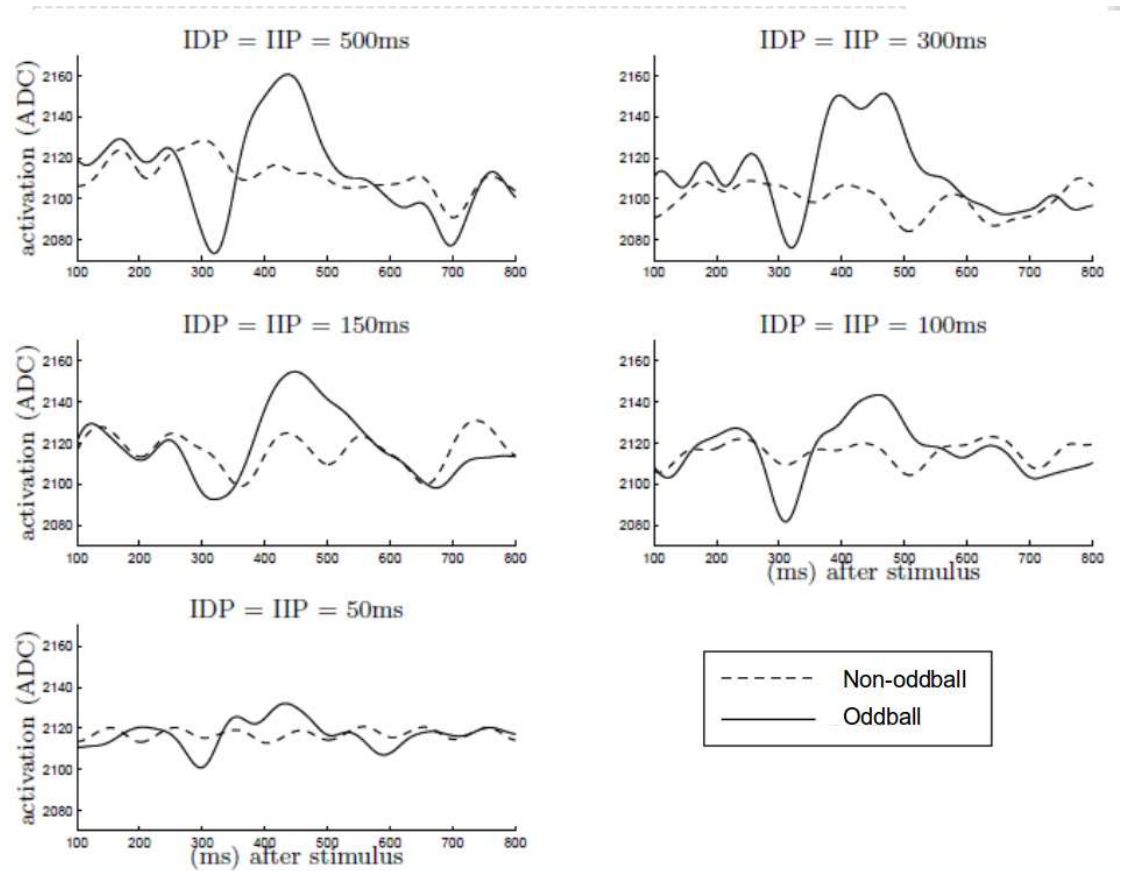 IDP = IIP = 500ms
activation (ADC)
2160
2140
2120
2100
2080
100 200 300 400 500 600 700 800
IDP = IIP = 300ms
2160
2140
2120
2100
2080
100 200 300 400 500 600 700 800
IDP = IIP = 150ms
activation (ADC)
2160
2140
2120
2100
2080
100 200 300 400 500 600 700 800
IDP = IIP = 100ms
2160
2140
2120
2100
2080
100 200 300 400 500 600 700 800
(ms) after stimulus
IDP = IIP = 50ms
activation (ADC)
2160
2140
2120
2100
2080
100 200 300 400 500 600 700 800
(ms) after stimulus
Non-oddball
Oddball